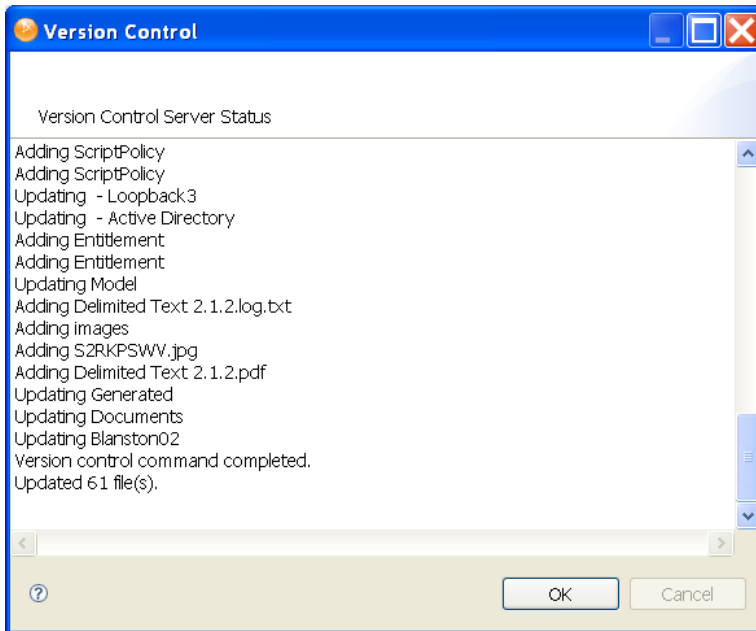 Version Control
Version Control Server Status
Adding ScriptPolicy
Adding ScriptPolicy
Updating  - Loopback3
Updating  - Active Directory
Adding Entitlement
Adding Entitlement
Updating Model
Adding Delimited Text 2.1.2.log.txt
Adding images
Adding S2RKPSWV.jpg
Adding Delimited Text 2.1.2.pdf
Updating Generated
Updating Documents
Updating Blanston02
Version control command completed.
Updated 61 file(s).
?
OK
Cancel